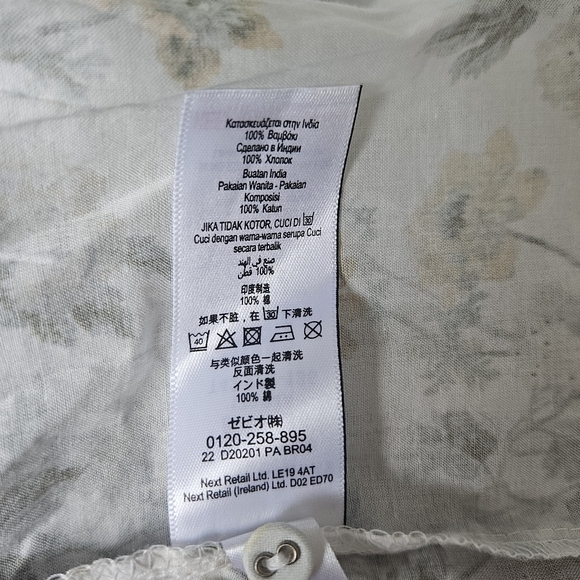 Κατασκευάζεται στην Ινδία
100% Βαμβάκι
Сделано в Индии
100% Хлопок
Buatan India
Pakaian Wanita - Pakaian
Komposisi
100% Katun
JIKA TIDAK KOTOR, CUCI DI 30
Cuci dengan warna-warna serupa Cuci
secara terbalik
صنع في الهند
100% قطن
印度制造
100% 棉
如果不脏，在 30 下清洗
40
与类似颜色一起清洗
反面清洗
インド製
100% 綿
ゼビオ㈱
0120-258-895
22 D20201 PA BR04
Next Retail Ltd. LE19 4AT
Next Retail (Ireland) Ltd. D02 ED70